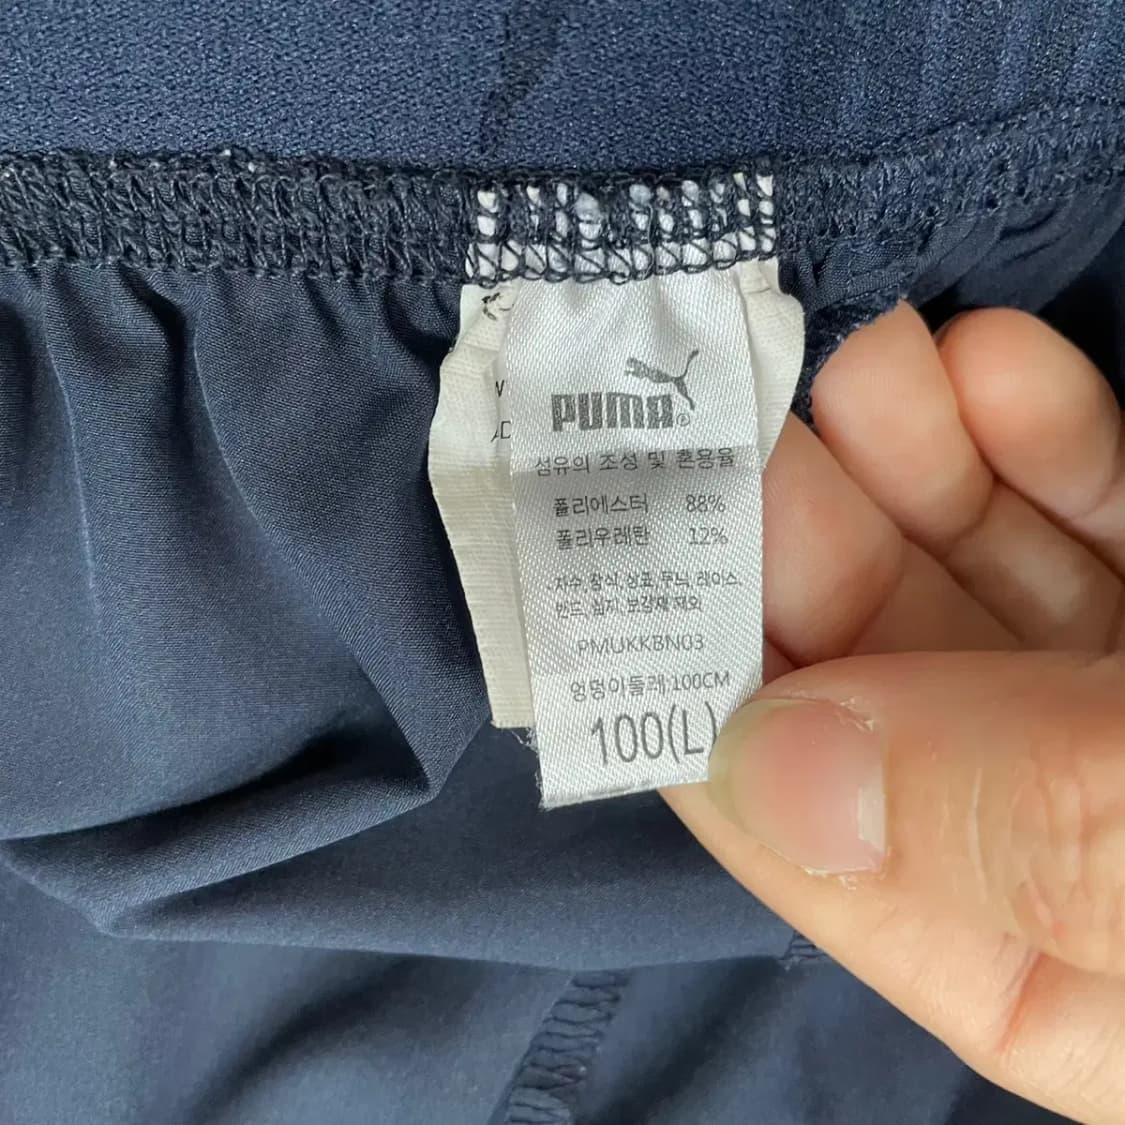 PUMA®
섬유의 조성 및 혼용율
폴리에스터 88%
폴리우레탄 12%
자수, 장식, 상표, 무늬, 레이스
밴드, 심지, 보강재 제외
PMUKKBN03
엉덩이둘레 100CM
100(L)